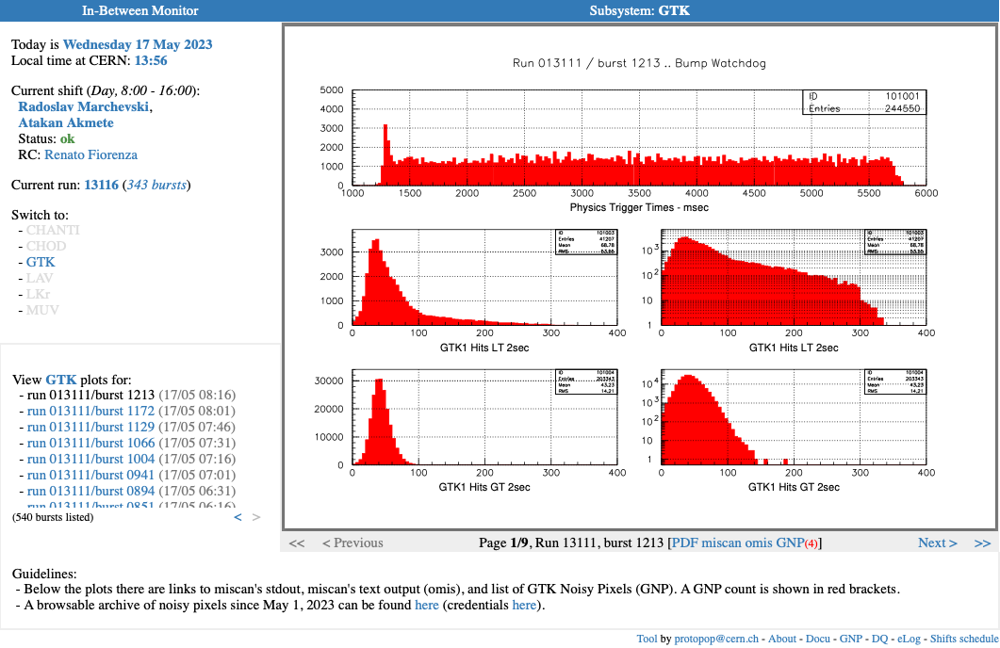 In-Between Monitor
Subsystem: GTK
Today is Wednesday 17 May 2023
Local time at CERN: 13:56
Current shift (Day, 8:00 - 16:00):
Radoslav Marchevski,
Atakan Akmete
Status: ok
RC: Renato Fiorenza
Current run: 13116 (343 bursts)
Switch to:
- CHANTI
- CHOD
- GTK
- LAV
- LKr
- MUV
View GTK plots for:
- run 013111/burst 1213 (17/05 08:16)
- run 013111/burst 1172 (17/05 08:01)
- run 013111/burst 1129 (17/05 07:46)
- run 013111/burst 1066 (17/05 07:31)
- run 013111/burst 1004 (17/05 07:16)
- run 013111/burst 0941 (17/05 07:01)
- run 013111/burst 0894 (17/05 06:31)
- run 013111/burst 0851 (17/05 06:16)
(540 bursts listed) < >
Run 013111 / burst 1213 .. Bump Watchdog
ID 101001
Entries 244550
5000
4000
3000
2000
1000
0
1000 1500 2000 2500 3000 3500 4000 4500 5000 5500 6000
Physics Trigger Times - msec
ID 101003
Entries 41207
Mean 68.78
RMS 53.66
3000
2000
1000
0
0 100 200 300 400
GTK1 Hits LT 2sec
ID 101003
Entries 41207
Mean 68.78
RMS 53.66
10 3
10 2
10
1
0 100 200 300 400
GTK1 Hits LT 2sec
ID 101004
Entries 203343
Mean 43.23
RMS 14.21
30000
20000
10000
0
0 100 200 300 400
GTK1 Hits GT 2sec
ID 101004
Entries 203343
Mean 43.23
RMS 14.21
10 4
10 3
10 2
10
1
0 100 200 300 400
GTK1 Hits GT 2sec
<< < Previous Page 1/9, Run 13111, burst 1213 [PDF miscan omis GNP(4)] Next > >>
Guidelines:
- Below the plots there are links to miscan's stdout, miscan's text output (omis), and list of GTK Noisy Pixels (GNP). A GNP count is shown in red brackets.
- A browsable archive of noisy pixels since May 1, 2023 can be found here (credentials here).
Tool by protopop@cern.ch - About - Docu - GNP - DQ - eLog - Shifts schedule